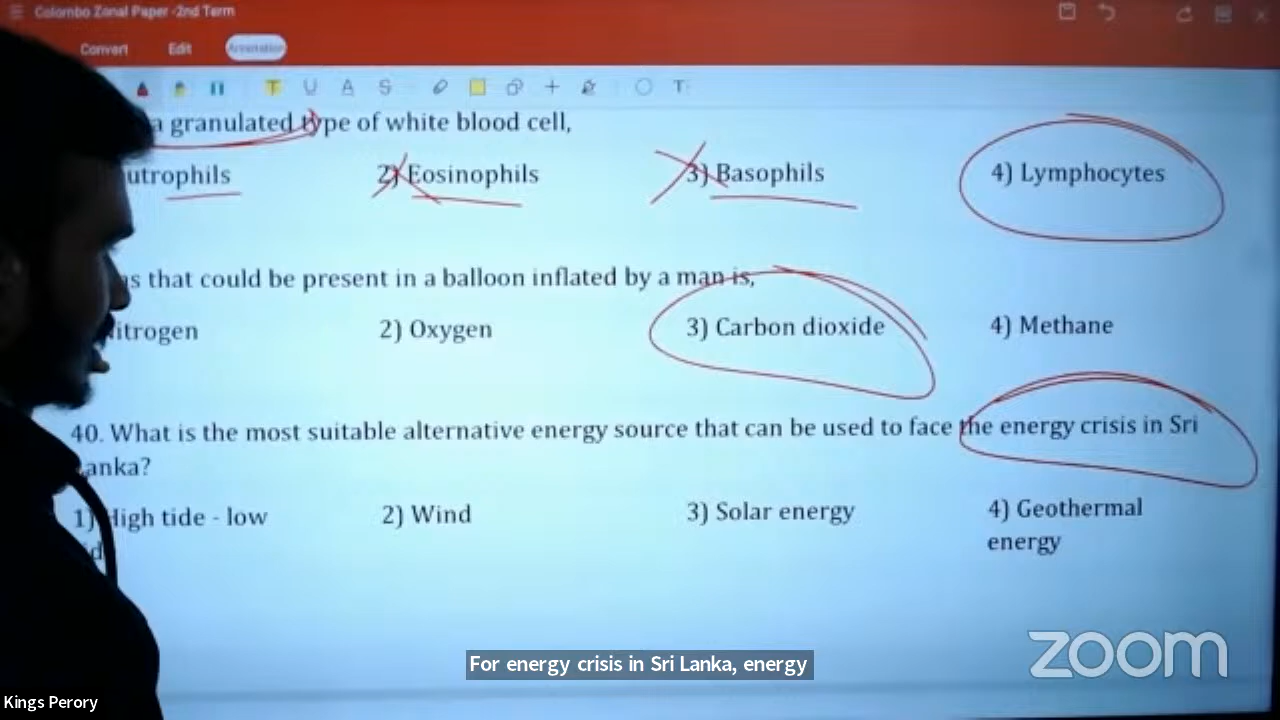 Colombo Zonal Paper -2nd Term
Convert Edit Annotation
T U A S T
a granulated type of white blood cell,
utrophils 2) Eosinophils 3) Basophils 4) Lymphocytes
s that could be present in a balloon inflated by a man is,
itrogen 2) Oxygen 3) Carbon dioxide 4) Methane
40. What is the most suitable alternative energy source that can be used to face the energy crisis in Sri
anka?
1) High tide - low 2) Wind 3) Solar energy 4) Geothermal
energy
zoom
For energy crisis in Sri Lanka, energy
Kings Perory